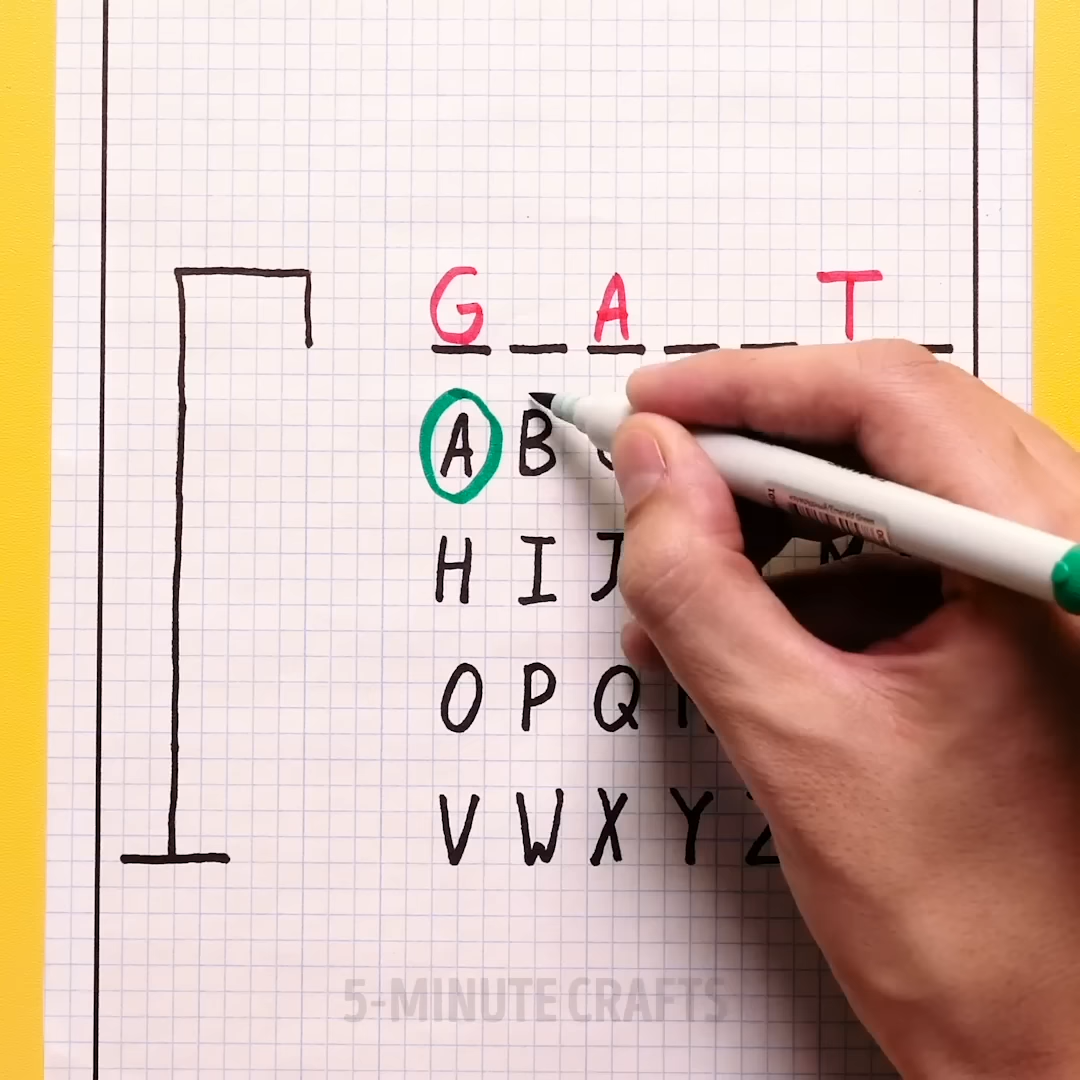 G _ A _ _ T _
A B
H I J M
O P Q
V W X Y Z
5-MINUTE CRAFTS